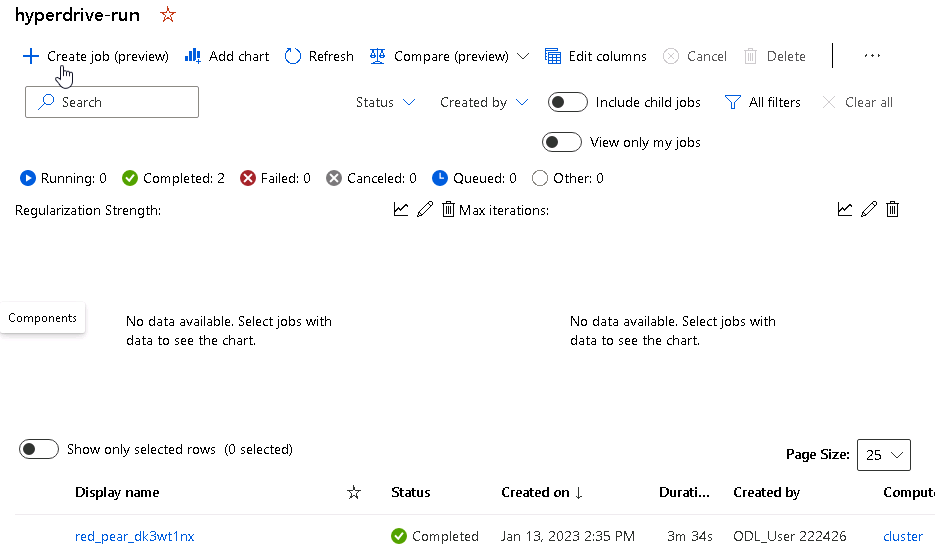 hyperdrive-run
Create job (preview) Add chart Refresh Compare (preview) Edit columns Cancel Delete ...
Search Status Created by Include child jobs All filters Clear all
View only my jobs
Running: 0 Completed: 2 Failed: 0 Canceled: 0 Queued: 0 Other: 0
Regularization Strength: Max iterations:
Components
No data available. Select jobs with
data to see the chart.
No data available. Select jobs with
data to see the chart.
Show only selected rows (0 selected)
Page Size: 25
Display name Status Created on ↓ Durati... Created by Compute
red_pear_dk3wt1nx Completed Jan 13, 2023 2:35 PM 3m 34s ODL_User 222426 cluster